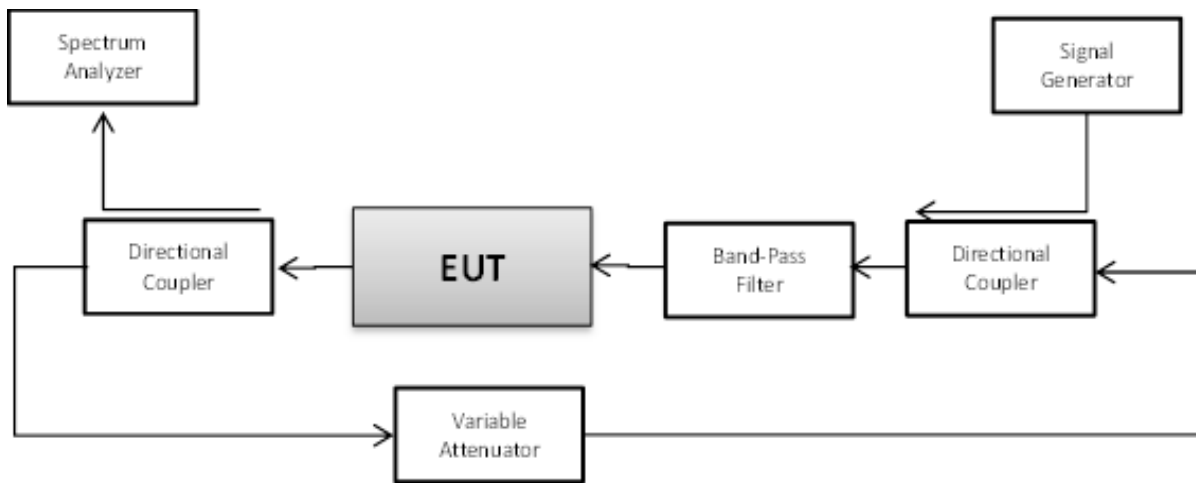 Spectrum
Analyzer
Signal
Generator
Directional
Coupler
EUT
Band-Pass
Filter
Directional
Coupler
Variable
Attenuator